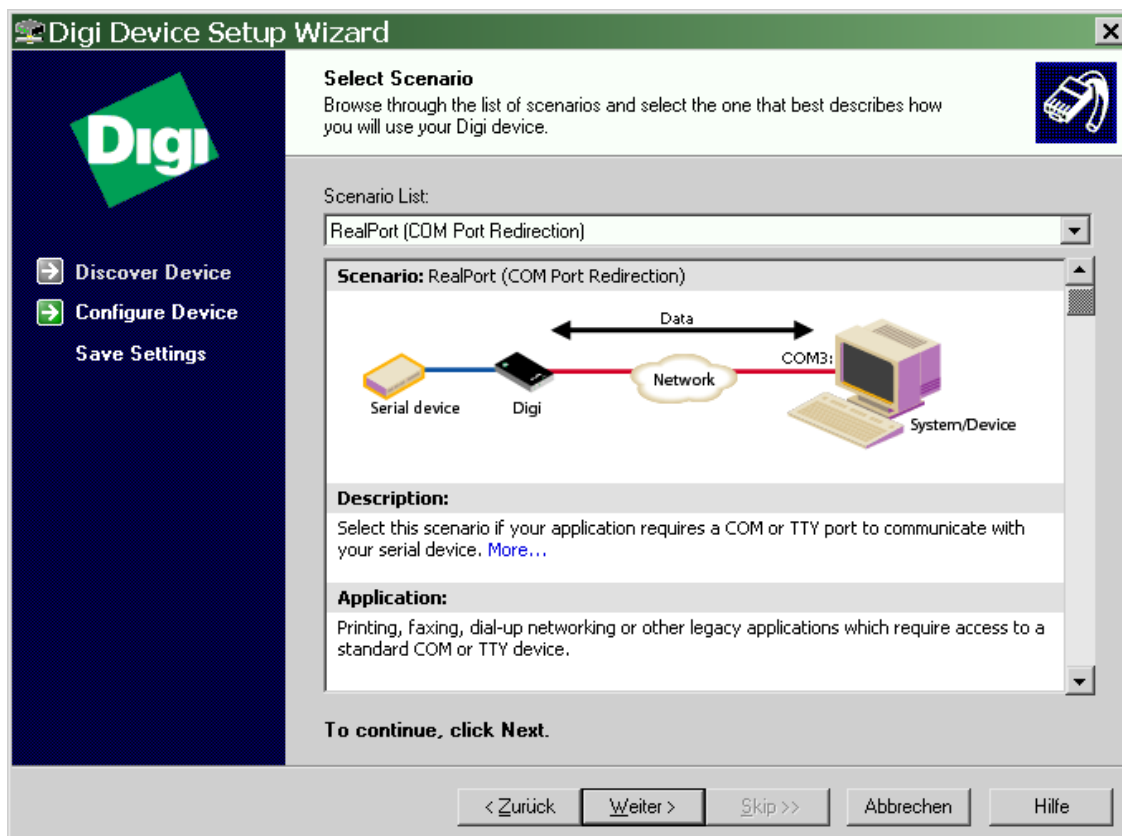 Digi Device Setup Wizard
Digi
Discover Device
Configure Device
Save Settings
Select Scenario
Browse through the list of scenarios and select the one that best describes how
you will use your Digi device.
Scenario List:
RealPort (COM Port Redirection)
Scenario: RealPort (COM Port Redirection)
Data
COM3:
Network
Serial device
Digi
System/Device
Description:
Select this scenario if your application requires a COM or TTY port to communicate with
your serial device. More...
Application:
Printing, faxing, dial-up networking or other legacy applications which require access to a
standard COM or TTY device.
To continue, click Next.
< Zurück
Weiter >
Skip >>
Abbrechen
Hilfe